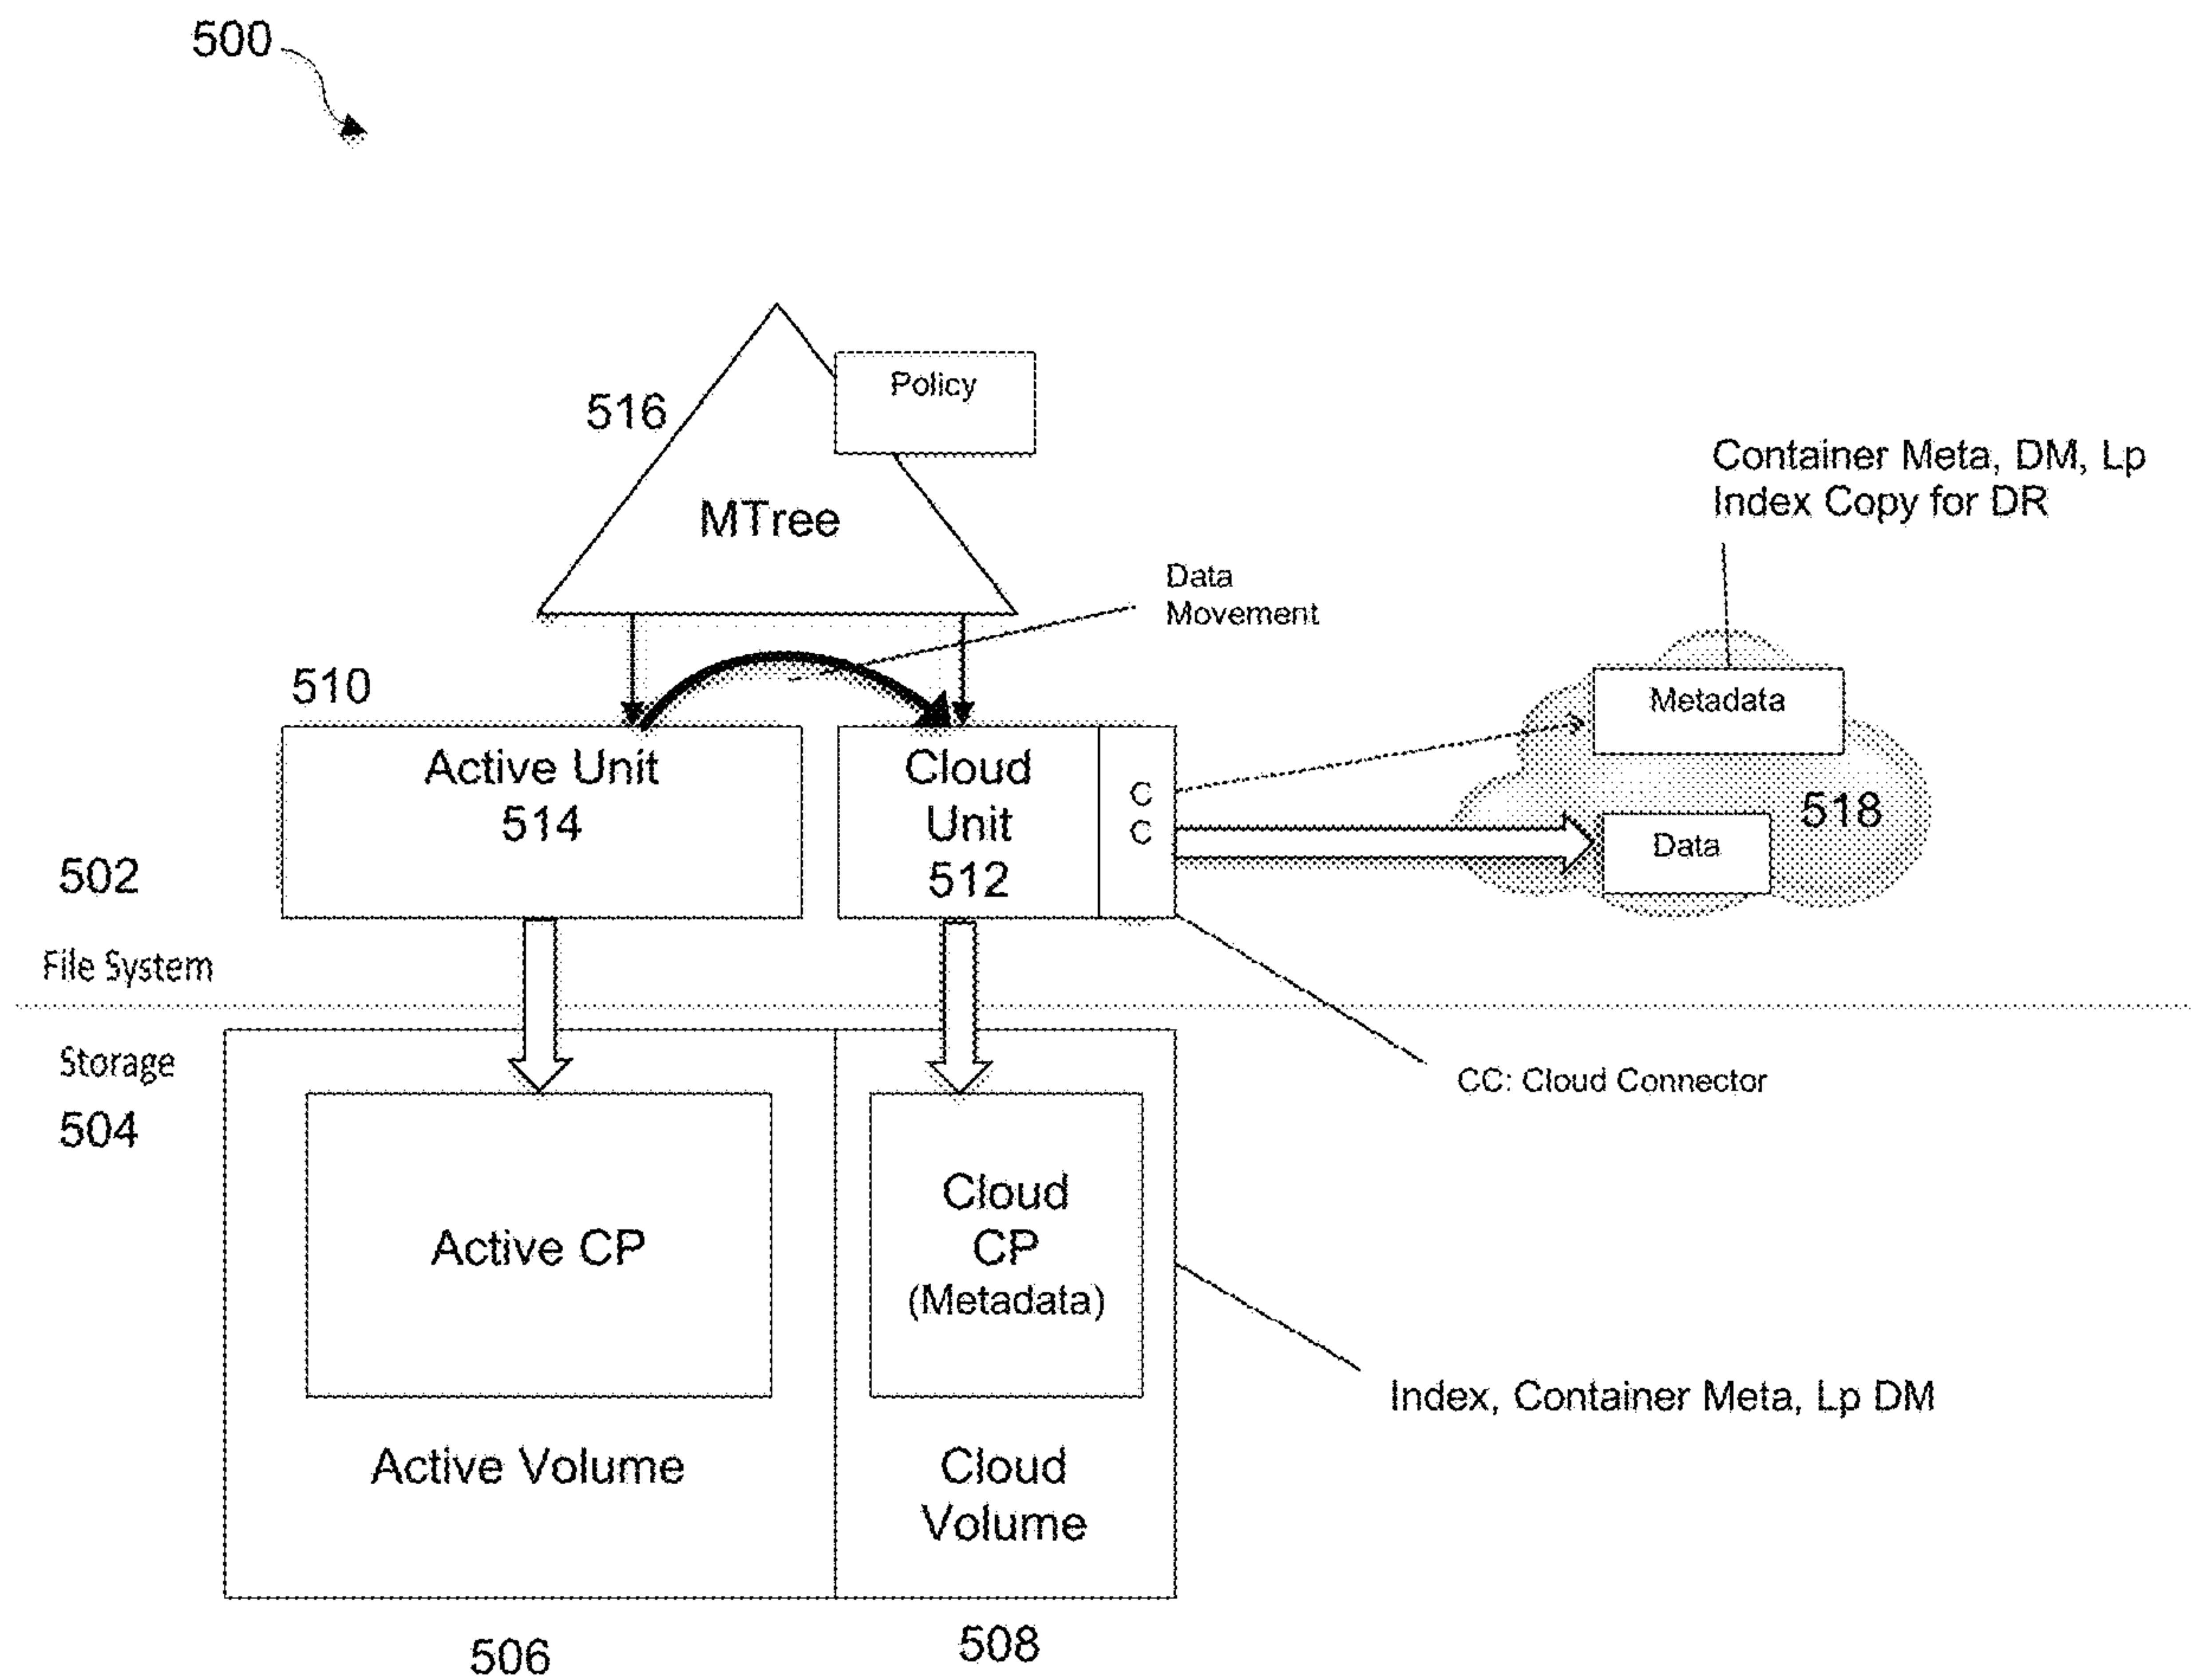 500
Policy
516
MTree
Container Meta, DM, Lp
Index Copy for DR
Data
Movement
510
Metadata
Active Unit
514
Cloud
Unit
512
C
C
518
Data
502
File System
Storage
504
CC: Cloud Connector
Active CP
Cloud
CP
(Metadata)
Index, Container Meta, Lp DM
Active Volume
Cloud
Volume
506
508